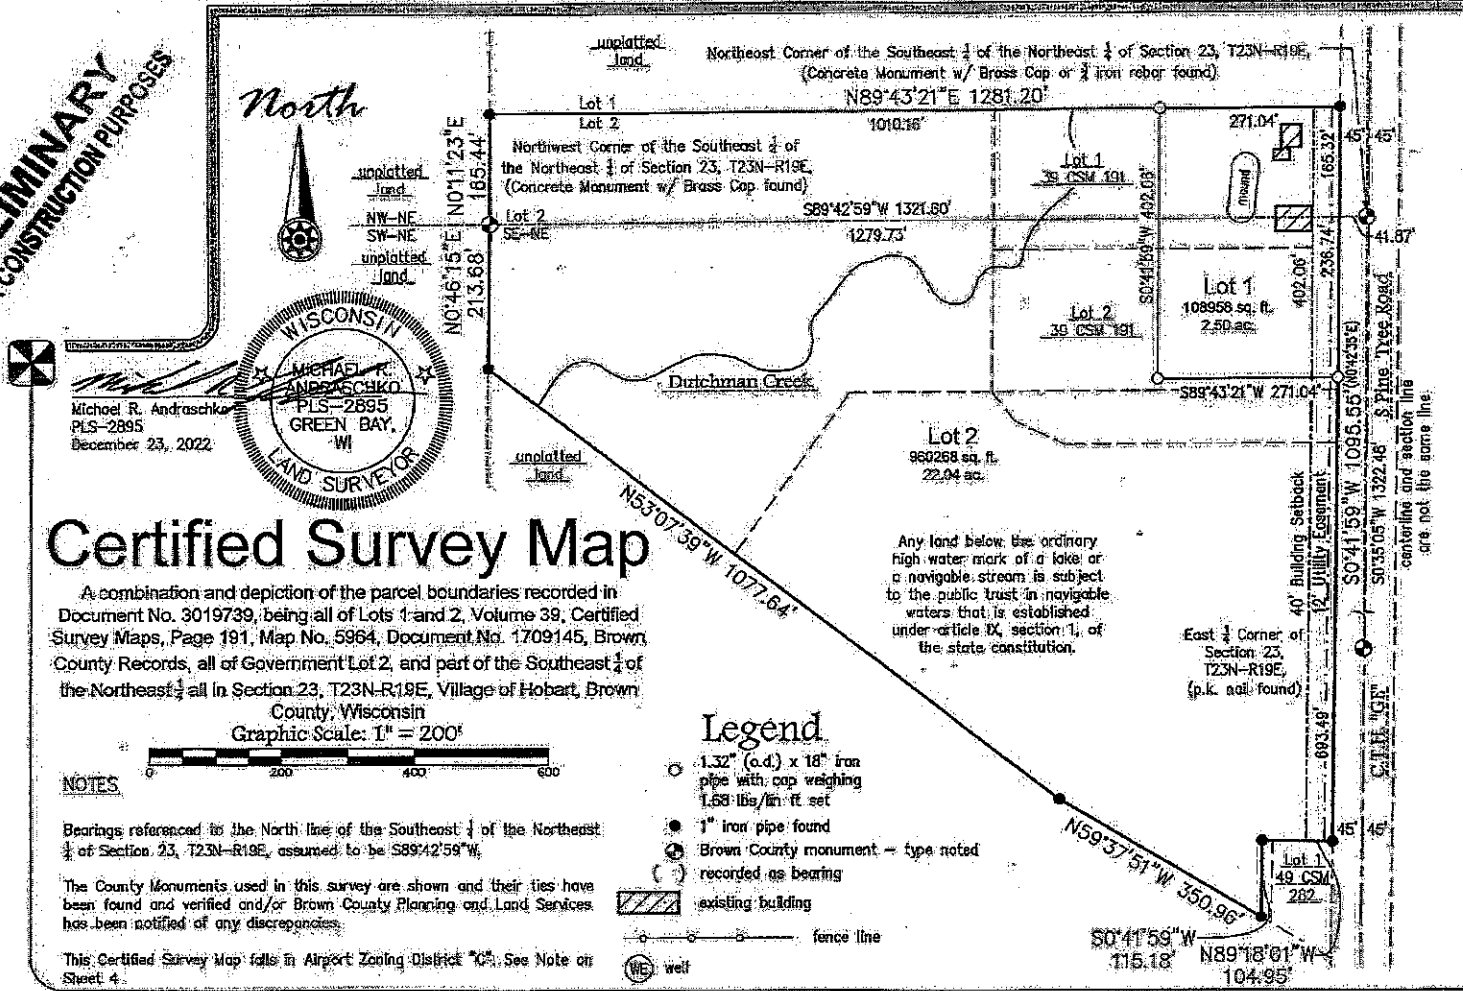 LIMINARY
CONSTRUCTION PURPOSES
North
unplatted
land
Northeast Corner of the Southeast ¼ of the Northeast ¼ of Section 23, T23N-R19E,
(Concrete Monument w/ Brass Cap or ¾ iron rebar found)
N89°43'21"E 1281.20'
Lot 1
Lot 2
1010.16'
271.04'
45' 45'
165.32'
Northwest Corner of the Southeast ¼ of
the Northeast ¼ of Section 23, T23N-R19E,
(Concrete Monument w/ Brass Cap found)
N0°11'23"E
185.44'
unplatted
land
NW-NE
SW-NE
unplatted
land
Lot 2
SE-NE
N0°46'15"E
213.68'
S89°42'59"W 1321.60'
1279.73'
Lot 1
39 CSM 191
mound
S0°41'59"W 402.06'
41.87'
236.74'
402.06'
Lot 1
108958 sq. ft.
2.50 ac.
Lot 2
39 CSM 191
S89°43'21"W 271.04'
Dutchman Creek
Lot 2
960268 sq. ft.
22.04 ac.
unplatted
land
N53°07'39"W 1077.64'
Any land below the ordinary
high water mark of a lake or
a navigable stream is subject
to the public trust in navigable
waters that is established
under article IX, section 1, of
the state constitution.
40' Building Setback
12' Utility Easement
S0°41'59"W 1095.55' (N0°42'35"E)
S0°35'05"W 1322.46'
S. Pine Tree Road
centerline and section line
are not the same line
East ¼ Corner of
Section 23,
T23N-R19E,
(p.k. nail found)
C.T.H. "GE"
693.49'
45' 45'
Lot 1
49 CSM
282
N59°37'51"W 350.96'
S0°41'59"W
115.18'
N89°18'01"W
104.95'
WISCONSIN
MICHAEL R.
ANDRASCHKO
PLS-2895
GREEN BAY,
WI
LAND SURVEYOR
Michael R. Andraschko
PLS-2895
December 23, 2022
Certified Survey Map
A combination and depiction of the parcel boundaries recorded in
Document No. 3019739, being all of Lots 1 and 2, Volume 39, Certified
Survey Maps, Page 191, Map No. 5964, Document No. 1709145, Brown
County Records, all of Government Lot 2, and part of the Southeast ¼ of
the Northeast ¼ all in Section 23, T23N-R19E, Village of Hobart, Brown
County, Wisconsin
Graphic Scale: 1" = 200'
0 200 400 600
NOTES
Bearings referenced to the North line of the Southeast ¼ of the Northeast
¼ of Section 23, T23N-R19E, assumed to be S89°42'59"W.
The County Monuments used in this survey are shown and their ties have
been found and verified and/or Brown County Planning and Land Services
has been notified of any discrepancies.
This Certified Survey Map falls in Airport Zoning District "C". See Note on
Sheet 4
Legend
1.32" (o.d.) x 18" iron
pipe with cap weighing
1.68 lbs/lin ft set
1" iron pipe found
Brown County monument - type noted
( ) recorded as bearing
existing building
fence line
WE well